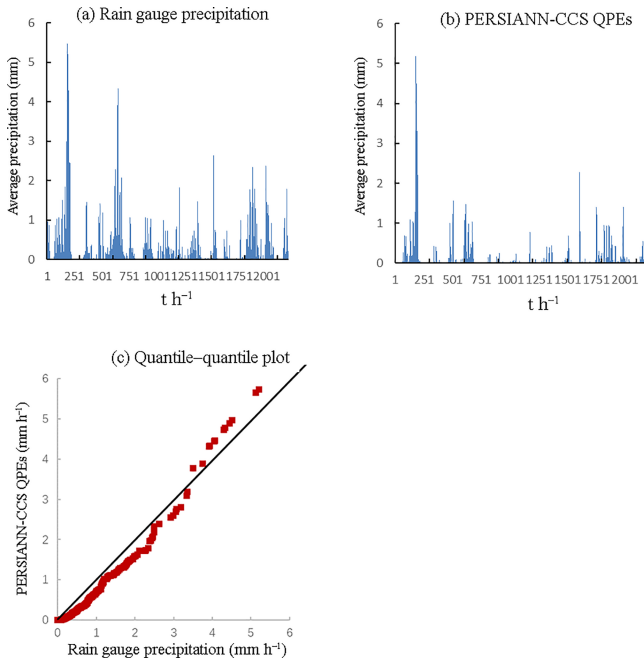 (a) Rain gauge precipitation
6
5
4
3
2
1
0
Average precipitation (mm)
1 251 501 751 1001 1251 1501 1751 2001
t h⁻¹
(b) PERSIANN-CCS QPEs
6
5
4
3
2
1
0
Average precipitation (mm)
1 251 501 751 1001 1251 1501 1751 2001
t h⁻¹
(c) Quantile–quantile plot
6
5
4
3
2
1
0
PERSIANN-CCS QPEs (mm h⁻¹)
0 1 2 3 4 5 6
Rain gauge precipitation (mm h⁻¹)